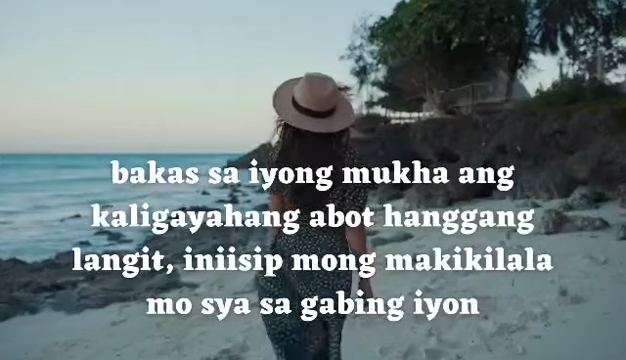 bakas sa iyong mukha ang
kaligayahang abot hanggang
langit, iniisip mong makikilala
mo sya sa gabing iyon